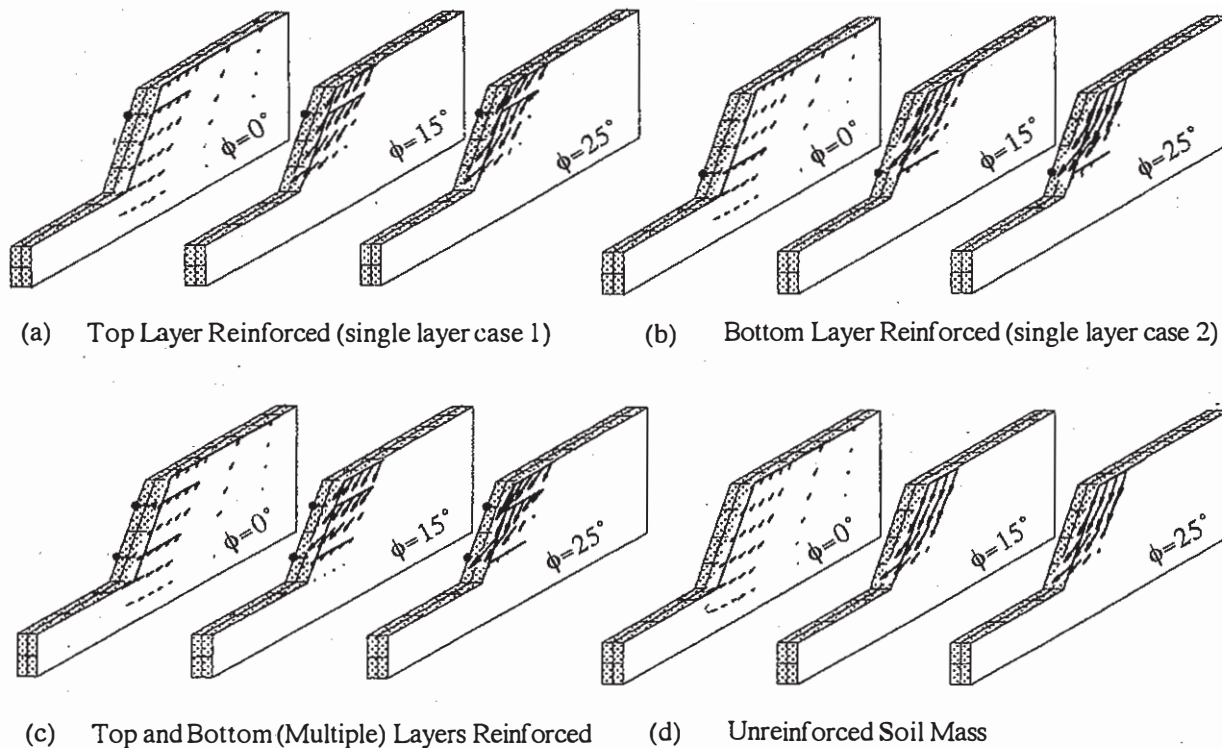 ϕ=0°
ϕ=15°
ϕ=25°
ϕ=0°
ϕ=15°
ϕ=25°
(a) Top Layer Reinforced (single layer case 1)
(b) Bottom Layer Reinforced (single layer case 2)
ϕ=0°
ϕ=15°
ϕ=25°
ϕ=0°
ϕ=15°
ϕ=25°
(c) Top and Bottom (Multiple) Layers Reinforced
(d) Unreinforced Soil Mass